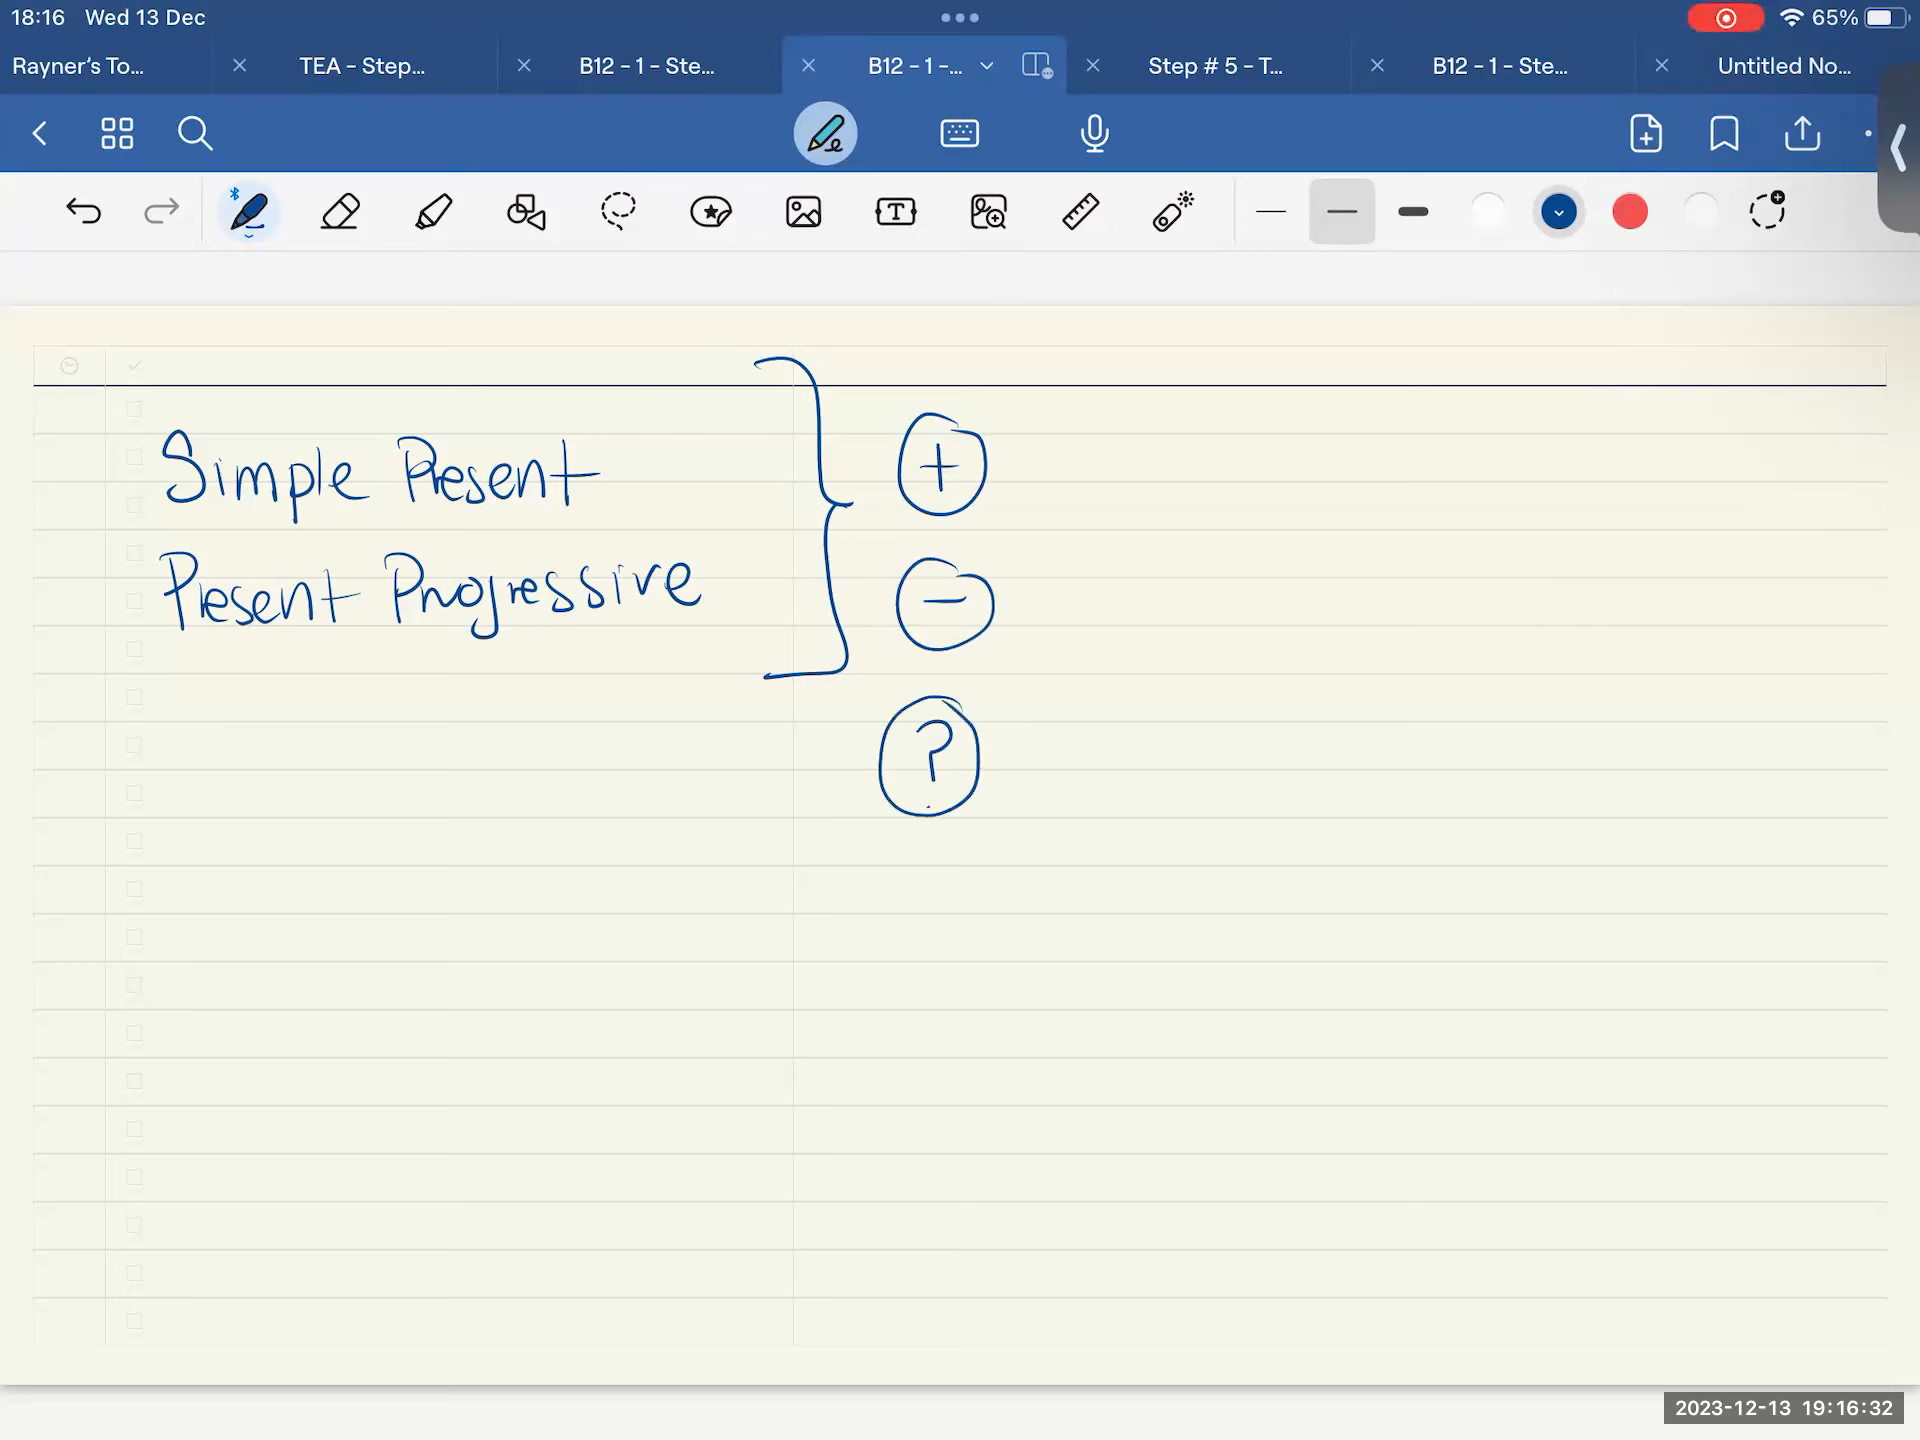 18:16 Wed 13 Dec 65%
Rayner's To... TEA - Step... B12 - 1 - Ste... B12 - 1 -... Step # 5 - T... B12 - 1 - Ste... Untitled No...
Simple Present
Present Progressive
+
-
?
2023-12-13 19:16:32